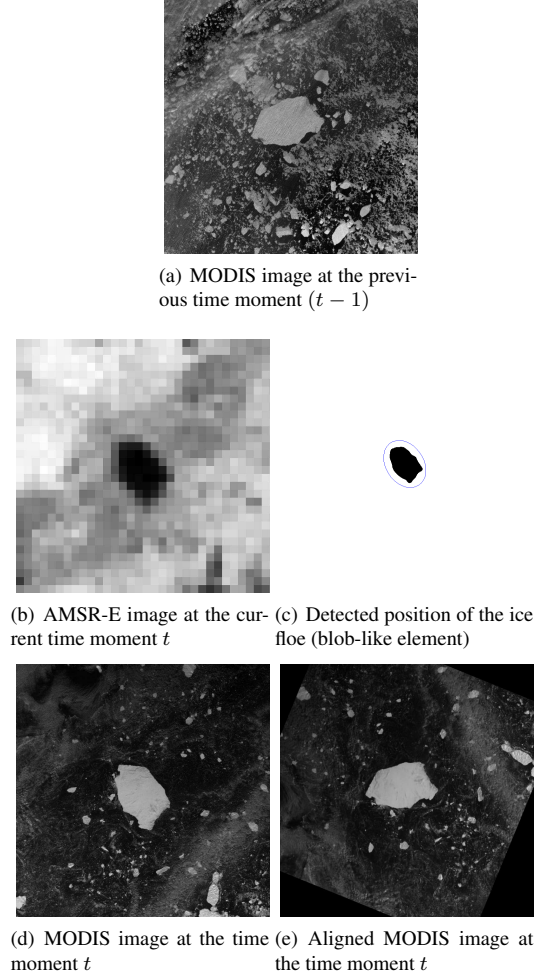 (a) MODIS image at the previ-
ous time moment (t − 1)
(b) AMSR-E image at the cur-
rent time moment t
(c) Detected position of the ice
floe (blob-like element)
(d) MODIS image at the time
moment t
(e) Aligned MODIS image at
the time moment t